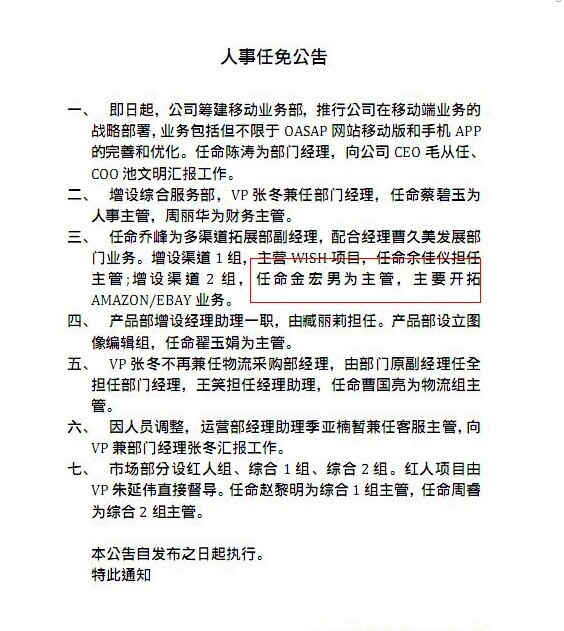 人事任免公告
一、 即日起，公司筹建移动业务部，推行公司在移动端业务的
战略部署，业务包括但不限于 OASAP 网站移动版和手机 APP
的完善和优化。任命陈涛为部门经理，向公司 CEO 毛从任、
COO 池文明汇报工作。
二、 增设综合服务部，VP 张冬兼任部门经理，任命蔡碧玉为
人事主管，周丽华为财务主管。
三、 任命乔峰为多渠道拓展部副经理，配合经理曹久美发展部
门业务。增设渠道 1 组，主营 WISH 项目，任命余佳仪担任
主管;增设渠道 2 组，任命金宏男为主管，主要开拓
AMAZON/EBAY 业务。
四、 产品部增设经理助理一职，由臧丽莉担任。产品部设立图
像编辑组，任命翟玉娟为主管。
五、 VP 张冬不再兼任物流采购部经理，由部门原副经理任全
担任部门经理，王笑担任经理助理，任命曹国亮为物流组主
管。
六、 因人员调整，运营部经理助理季亚楠暂兼任客服主管，向
VP 兼部门经理张冬汇报工作。
七、 市场部分设红人组、综合 1 组、综合 2 组。红人项目由
VP 朱延伟直接督导。任命赵黎明为综合 1 组主管，任命周睿
为综合 2 组主管。
本公告自发布之日起执行。
特此通知